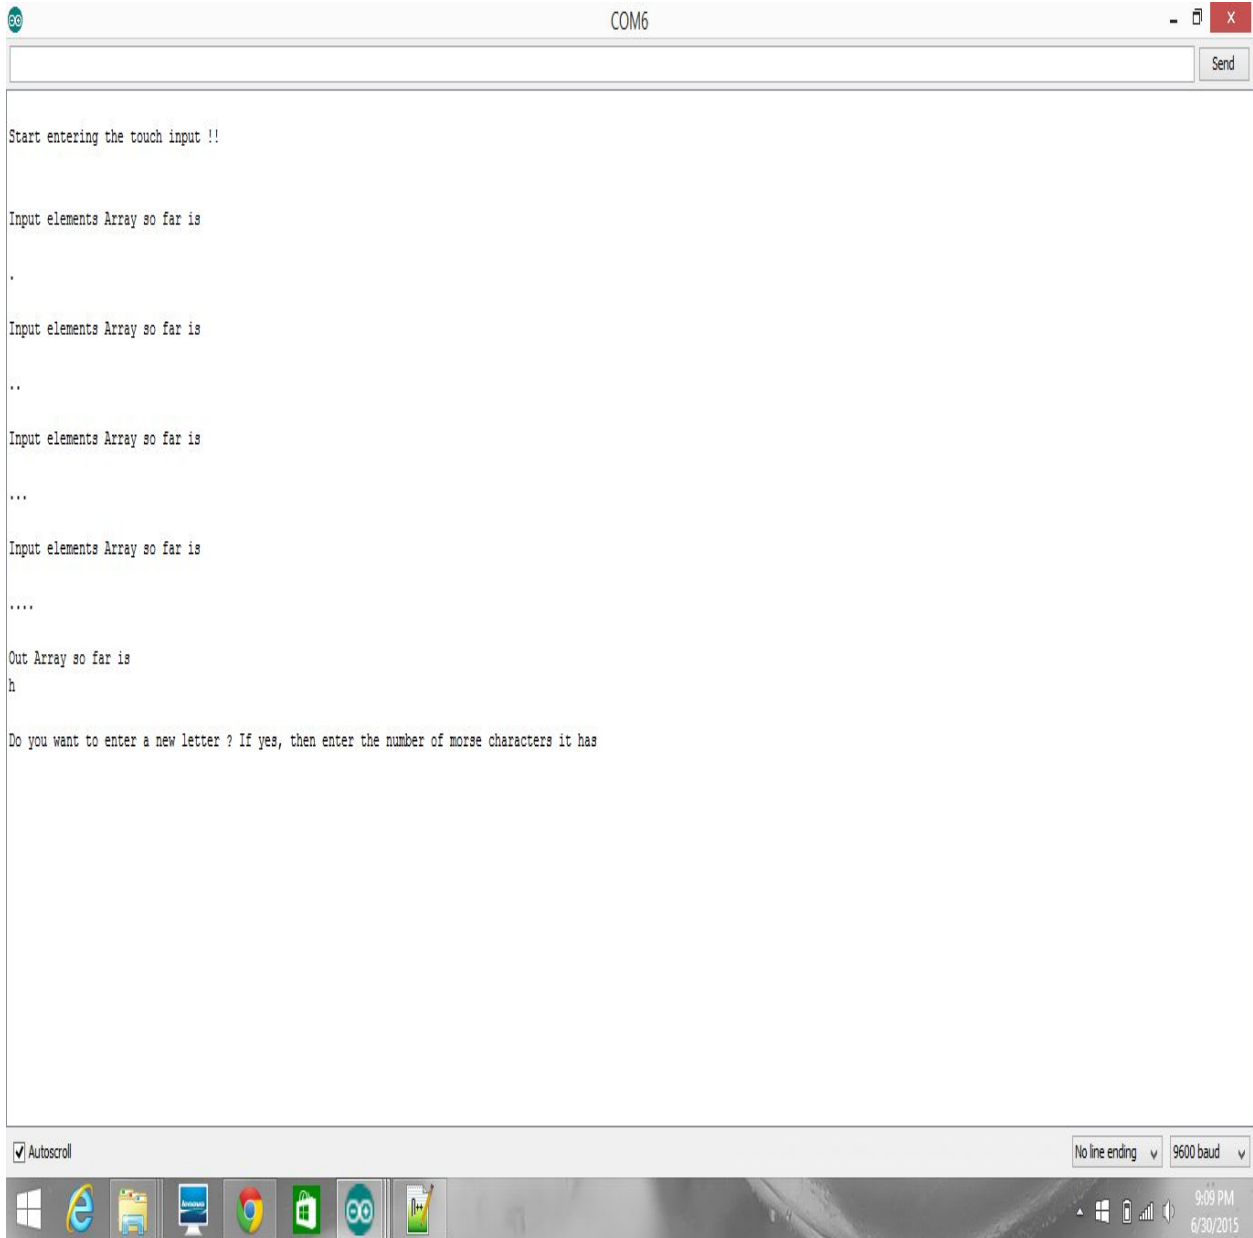 COM6
Send
Start entering the touch input !!
Input elements Array so far is
.
Input elements Array so far is
..
Input elements Array so far is
...
Input elements Array so far is
....
Out Array so far is
h
Do you want to enter a new letter ? If yes, then enter the number of morse characters it has
Autoscroll
No line ending
9600 baud
lenovo
9:09 PM
6/30/2015